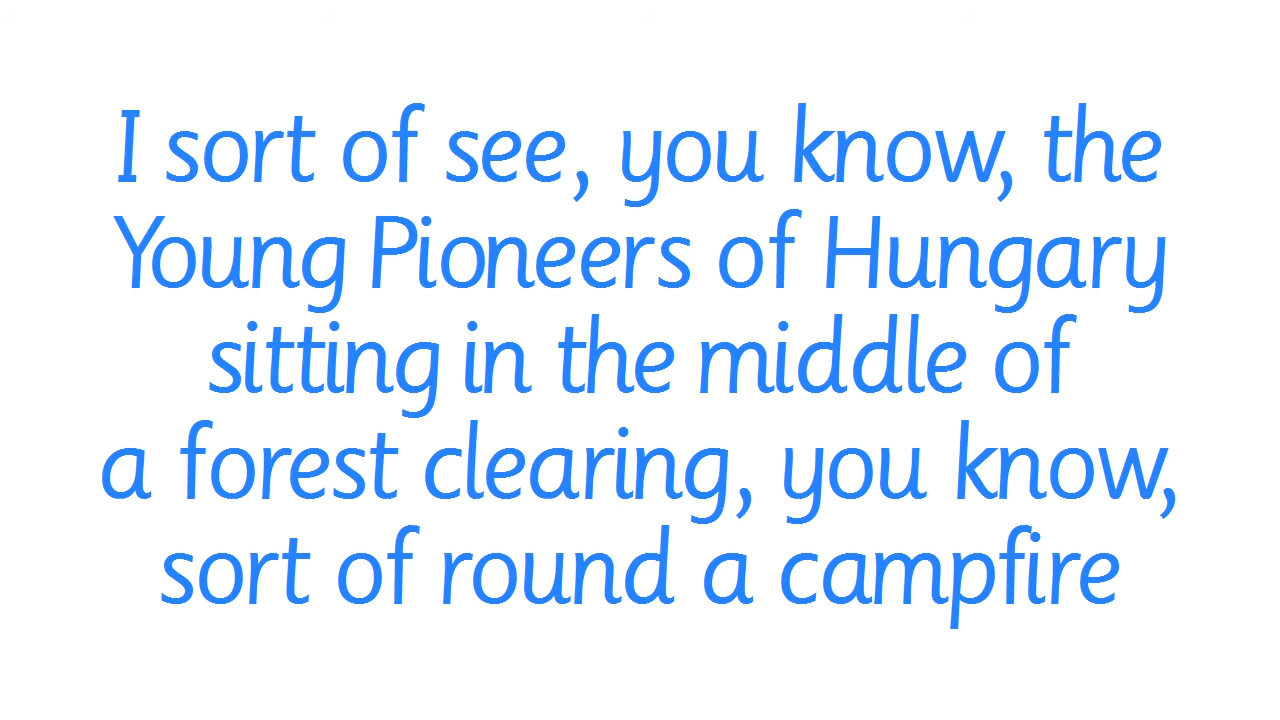 I sort of see, you know, the
Young Pioneers of Hungary
sitting in the middle of
a forest clearing, you know,
sort of round a campfire